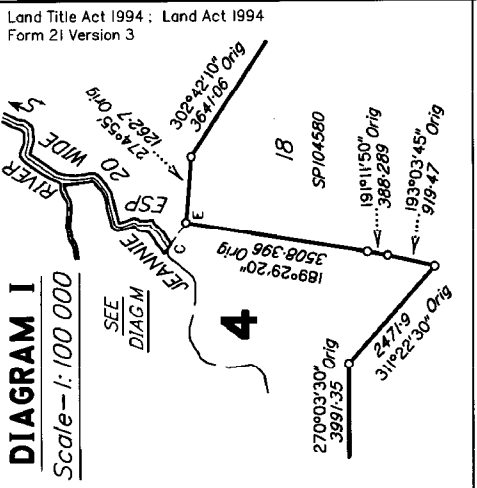 Land Title Act 1994 ; Land Act 1994
Form 21 Version 3
DIAGRAM I
Scale—1: 100 000
SEE
DIAG M
JEANNIE
RIVER
ESP
20 WIDE
C
E
4
274°55' Orig
1262·7
302°42'10" Orig
3641·06
18
SP104580
189°29'20" Orig
3508·396
191°11'50" Orig
388·289
193°03'45" Orig
919·47
2471·9
311°22'30" Orig
270°03'30" Orig
3991·35